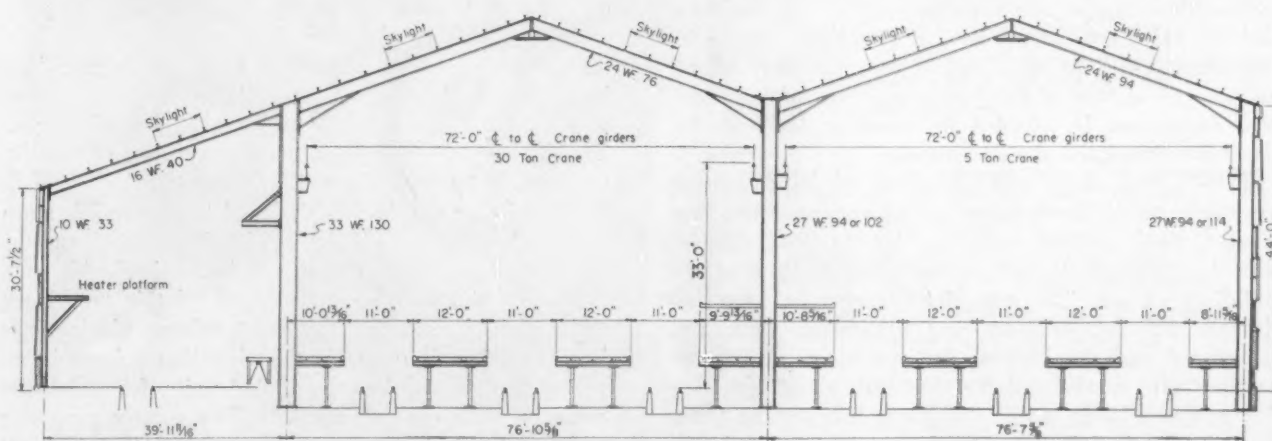 Skylight
Skylight
Skylight
Skylight
Skylight
24 WF. 76
24 WF. 94
16 WF. 40
72'-0" ℄ to ℄ Crane girders
30 Ton Crane
72'-0" ℄ to ℄ Crane girders
5 Ton Crane
10 WF. 33
33 WF. 130
27 WF. 94 or 102
27 WF. 94 or 114
30'-7½"
33'-0"
44'-0"
Heater platform
10'-0 13/16" 11'-0" 12'-0" 11'-0" 12'-0" 11'-0" 9'-9 13/16" 10'-8 5/16" 11'-0" 12'-0" 11'-0" 12'-0" 11'-0"
39'-11 11/16" 76'-10 5/8" 76'-7 5/8"